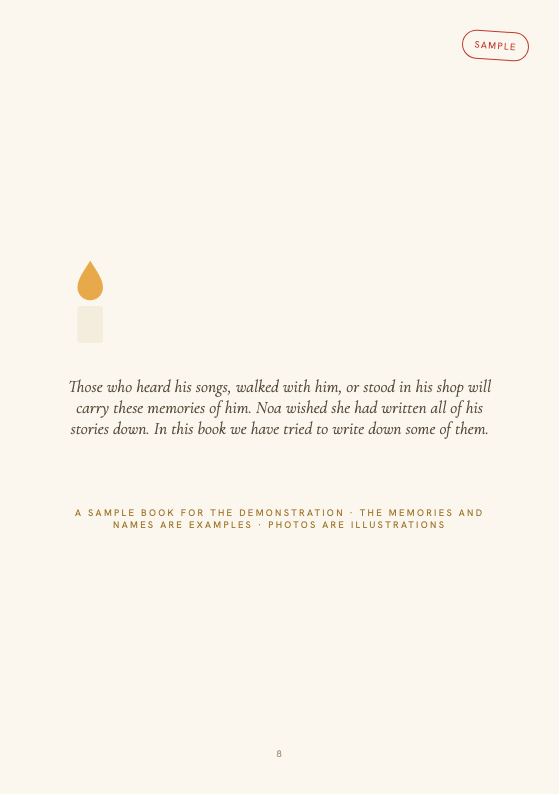 SAMPLE
Those who heard his songs, walked with him, or stood in his shop will
carry these memories of him. Noa wished she had written all of his
stories down. In this book we have tried to write down some of them.
A SAMPLE BOOK FOR THE DEMONSTRATION · THE MEMORIES AND
NAMES ARE EXAMPLES · PHOTOS ARE ILLUSTRATIONS
8